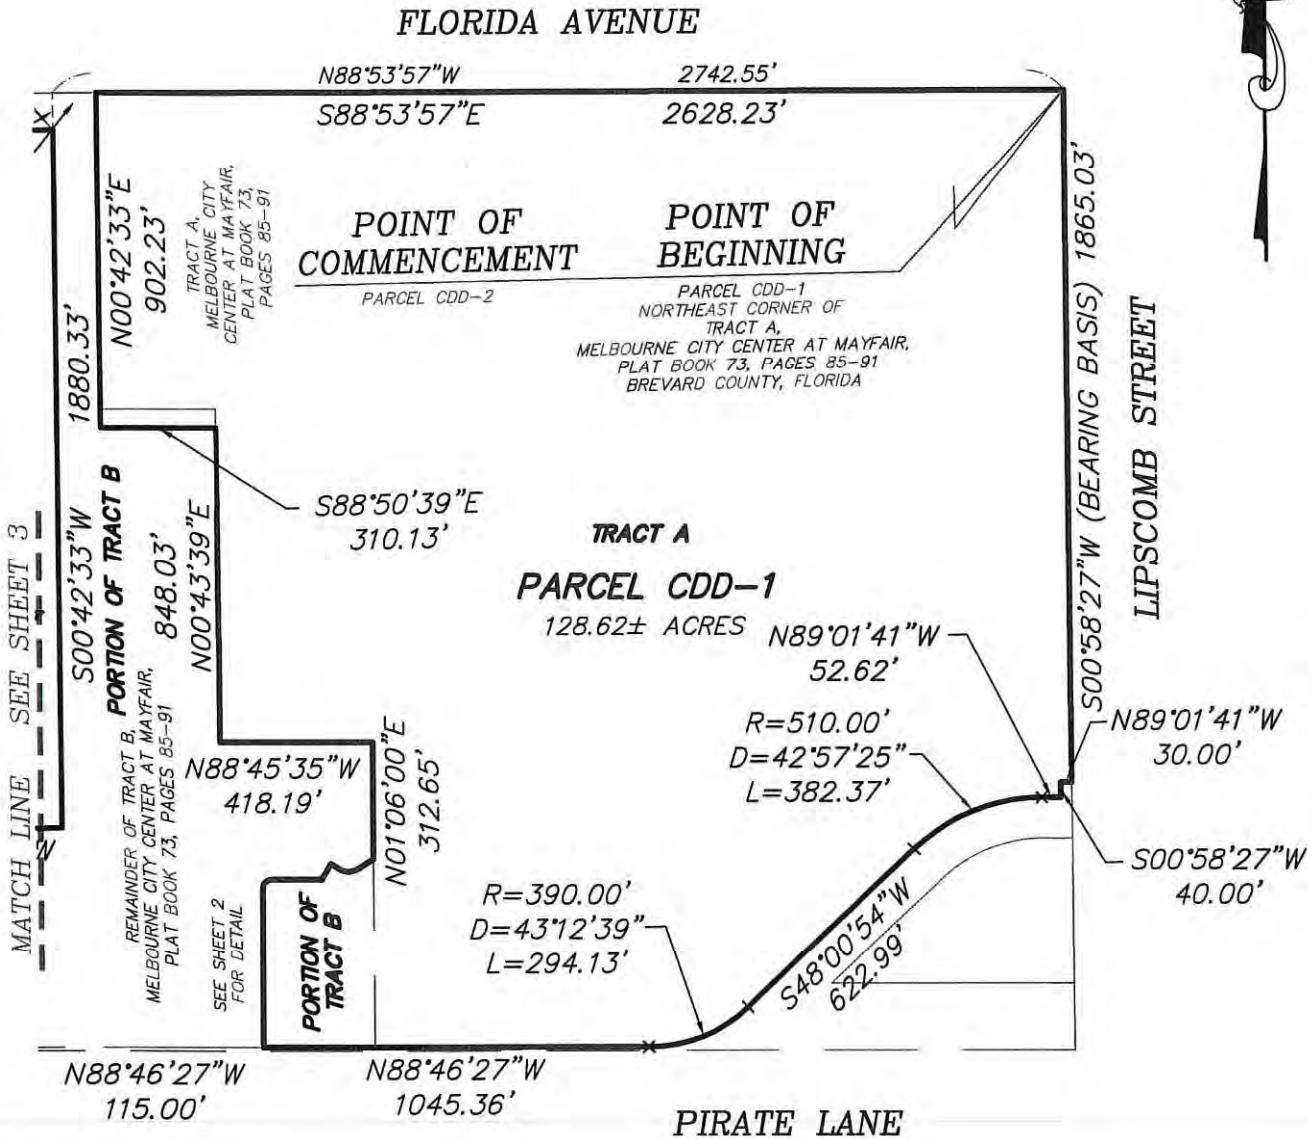 FLORIDA AVENUE
N88°53'57"W
2742.55'
S88°53'57"E
2628.23'
N00°42'33"E
902.23'
TRACT A,
MELBOURNE CITY
CENTER AT MAYFAIR,
PLAT BOOK 73,
PAGES 85-91
POINT OF
COMMENCEMENT
PARCEL CDD-2
POINT OF
BEGINNING
PARCEL CDD-1
NORTHEAST CORNER OF
TRACT A,
MELBOURNE CITY CENTER AT MAYFAIR,
PLAT BOOK 73, PAGES 85-91
BREVARD COUNTY, FLORIDA
S00°58'27"W (BEARING BASIS) 1865.03'
LIPSCOMB STREET
1880.33'
S00°42'33"W
MATCH LINE SEE SHEET 3
PORTION OF TRACT B
848.03'
N00°43'39"E
S88°50'39"E
310.13'
TRACT A
PARCEL CDD-1
128.62± ACRES
N89°01'41"W
52.62'
R=510.00'
D=42°57'25"
L=382.37'
N89°01'41"W
30.00'
S00°58'27"W
40.00'
REMAINDER OF TRACT B,
MELBOURNE CITY CENTER AT MAYFAIR,
PLAT BOOK 73, PAGES 85-91
N88°45'35"W
418.19'
N01°06'00"E
312.65'
SEE SHEET 2
FOR DETAIL
PORTION OF
TRACT B
R=390.00'
D=43°12'39"
L=294.13'
S48°00'54"W
622.99'
N88°46'27"W
115.00'
N88°46'27"W
1045.36'
PIRATE LANE